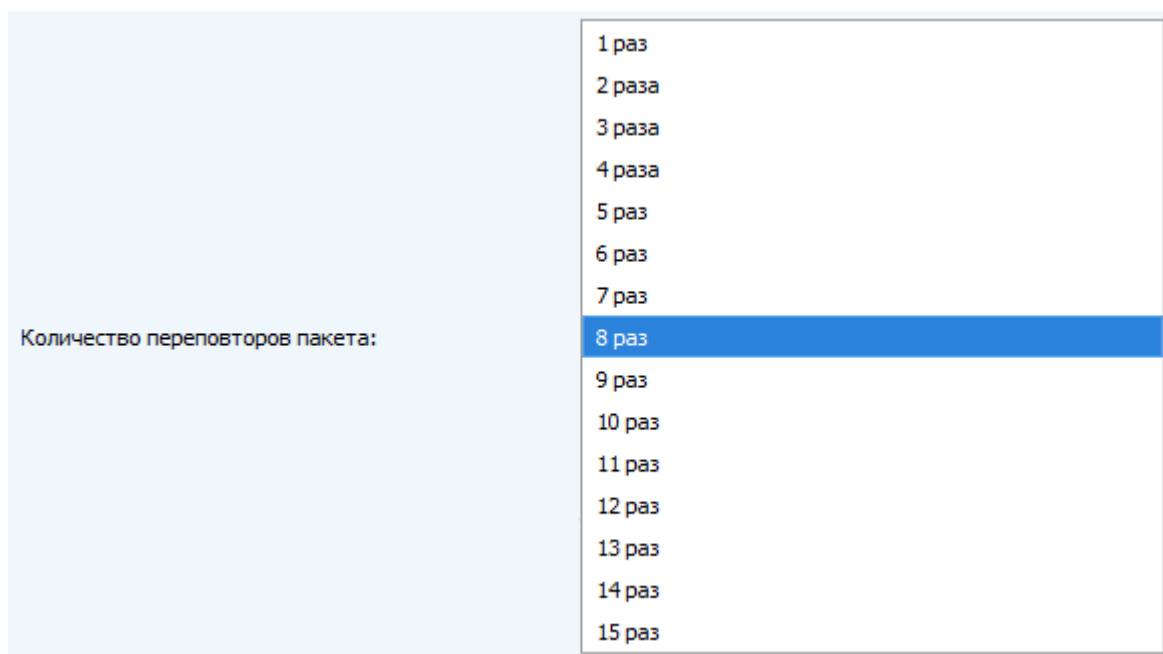 1 раз
2 раза
3 раза
4 раза
5 раз
6 раз
7 раз
Количество переповторов пакета: 8 раз
9 раз
10 раз
11 раз
12 раз
13 раз
14 раз
15 раз